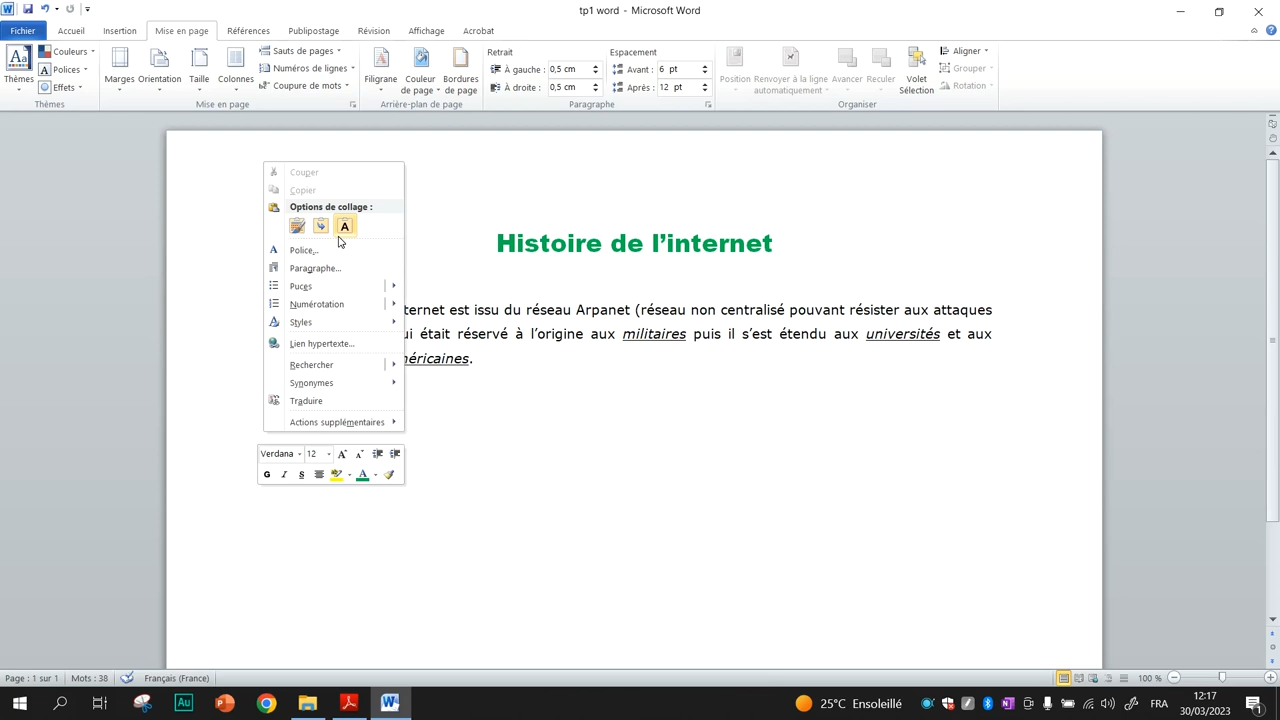 tp1 word - Microsoft Word
Fichier Accueil Insertion Mise en page Références Publipostage Révision Affichage Acrobat
Thèmes
Couleurs
Polices
Effets
Thèmes
Marges
Orientation
Taille
Colonnes
Sauts de pages
Numéros de lignes
Coupure de mots
Mise en page
Filigrane
Couleur de page
Bordures de page
Arrière-plan de page
Retrait
À gauche : 0,5 cm
À droite : 0,5 cm
Espacement
Avant : 6 pt
Après : 12 pt
Paragraphe
Position
Renvoyer à la ligne automatiquement
Avancer
Reculer
Volet Sélection
Aligner
Grouper
Rotation
Organiser
Couper
Copier
Options de collage :
Police...
Paragraphe...
Puces
Numérotation
Styles
Lien hypertexte...
Rechercher
Synonymes
Traduire
Actions supplémentaires
Verdana 12
G I S
Histoire de l’internet
ternet est issu du réseau Arpanet (réseau non centralisé pouvant résister aux attaques
ui était réservé à l’origine aux militaires puis il s’est étendu aux universités et aux
méricaines.
Page : 1 sur 1 Mots : 38 Français (France) 100 %
25°C Ensoleillé FRA 12:17
30/03/2023